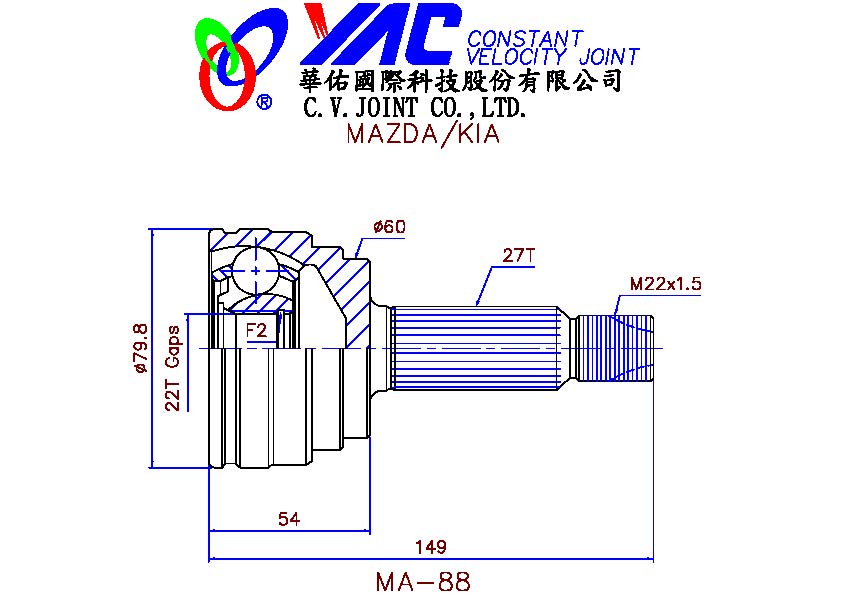 YAC CONSTANT
VELOCITY JOINT
®
華佑國際科技股份有限公司
C.V.JOINT CO.,LTD.
MAZDA/KIA
ø60
27T
M22x1.5
F2
ø79.8
22T Gaps
54
149
MA-88